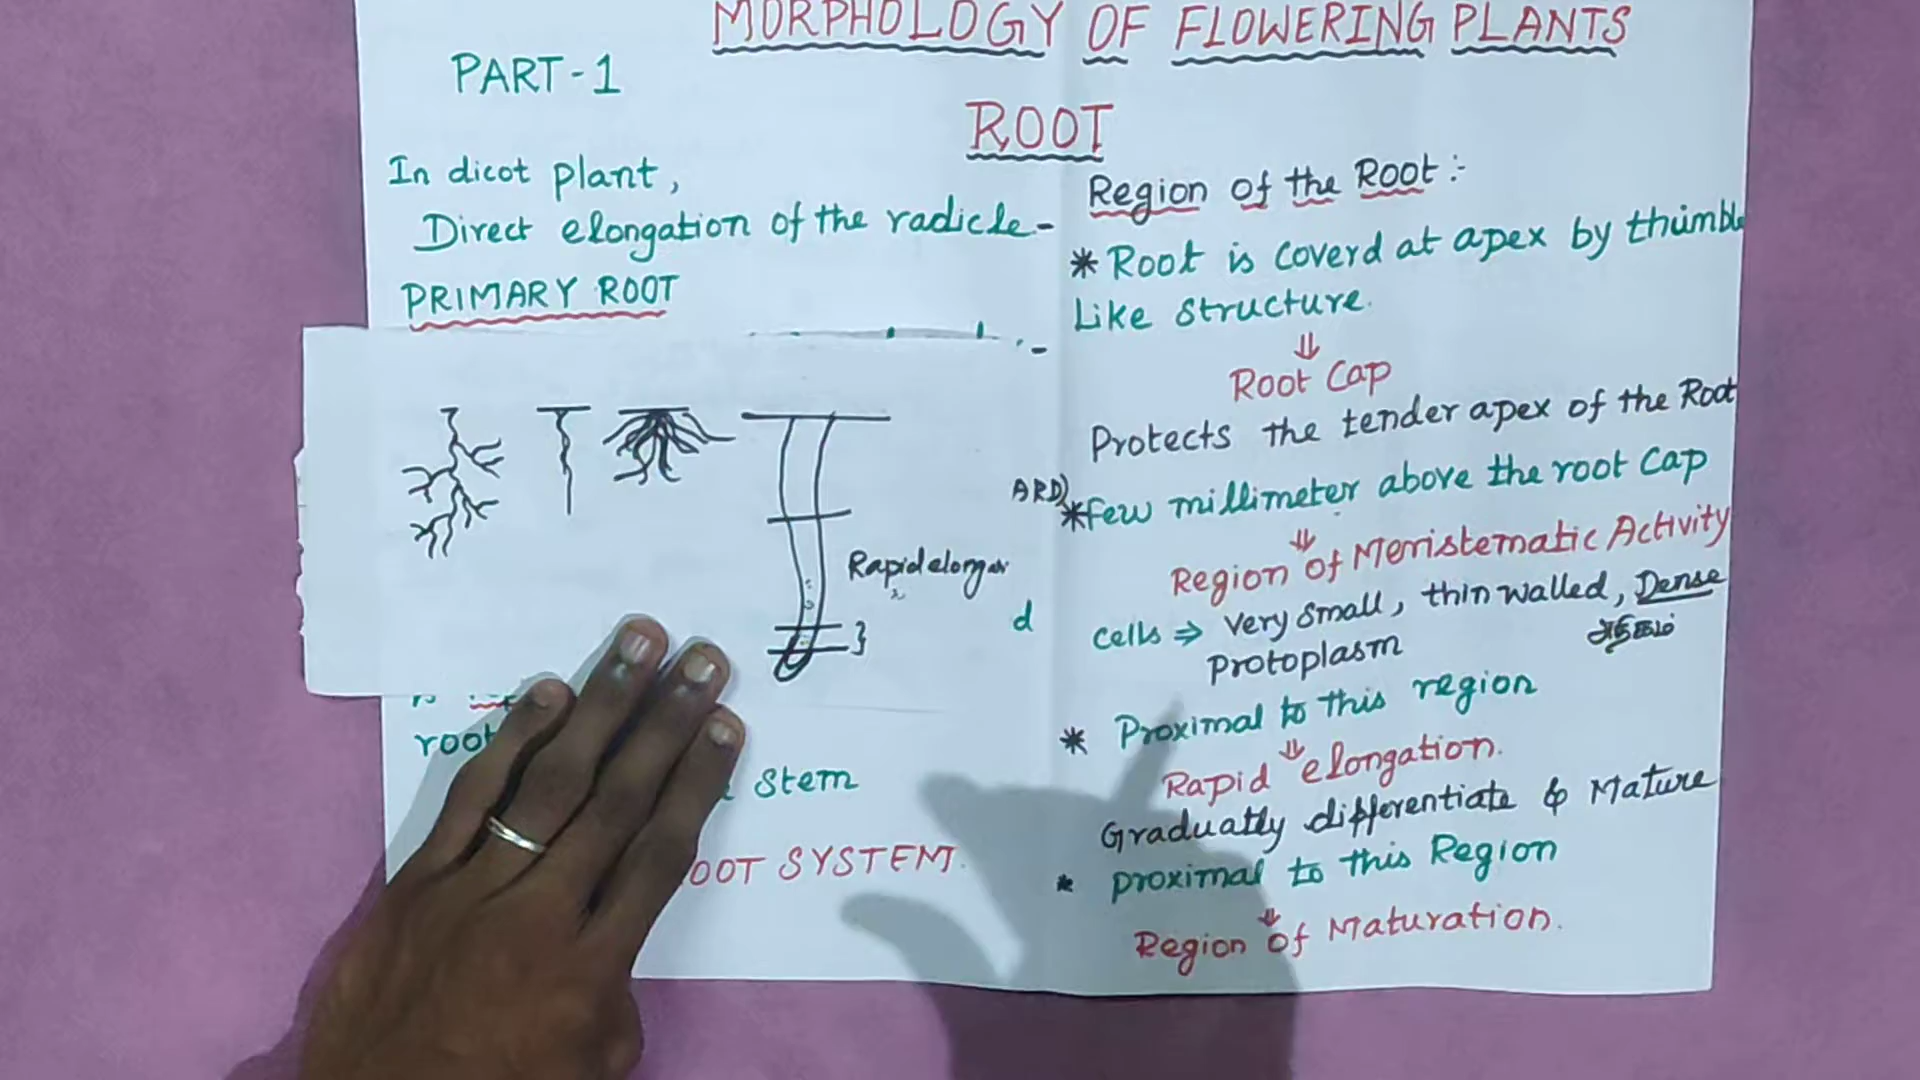 MORPHOLOGY OF FLOWERING PLANTS
PART-1
ROOT
In dicot plant,
Direct elongation of the radicle-
PRIMARY ROOT
Rapid elongat
root
Stem
OOT SYSTEM.
Region of the Root :-
* Root is coverd at apex by thumble
Like structure.
⇓
Root Cap
Protects the tender apex of the Root
ARD)
*few millimeter above the root Cap
⇓
Region of Meristematic Activity
d
cells ⇒ very small, thin walled, Dense
protoplasm
* Proximal to this region
⇓
Rapid elongation.
Gradually differentiate & Mature
* proximal to this Region
⇓
Region of Maturation.